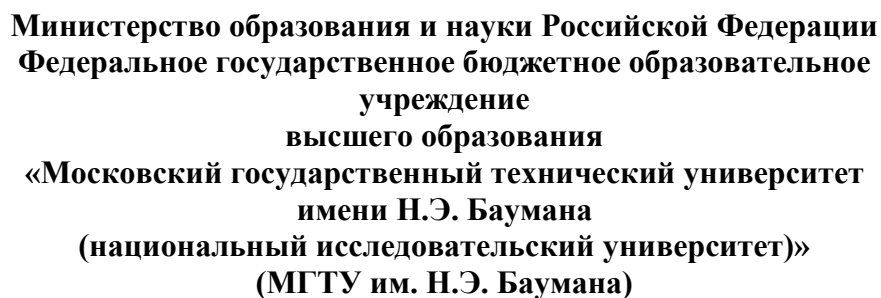 Министерство образования и науки Российской Федерации
Федеральное государственное бюджетное образовательное
учреждение
высшего образования
«Московский государственный технический университет
имени Н.Э. Баумана
(национальный исследовательский университет)»
(МГТУ им. Н.Э. Баумана)